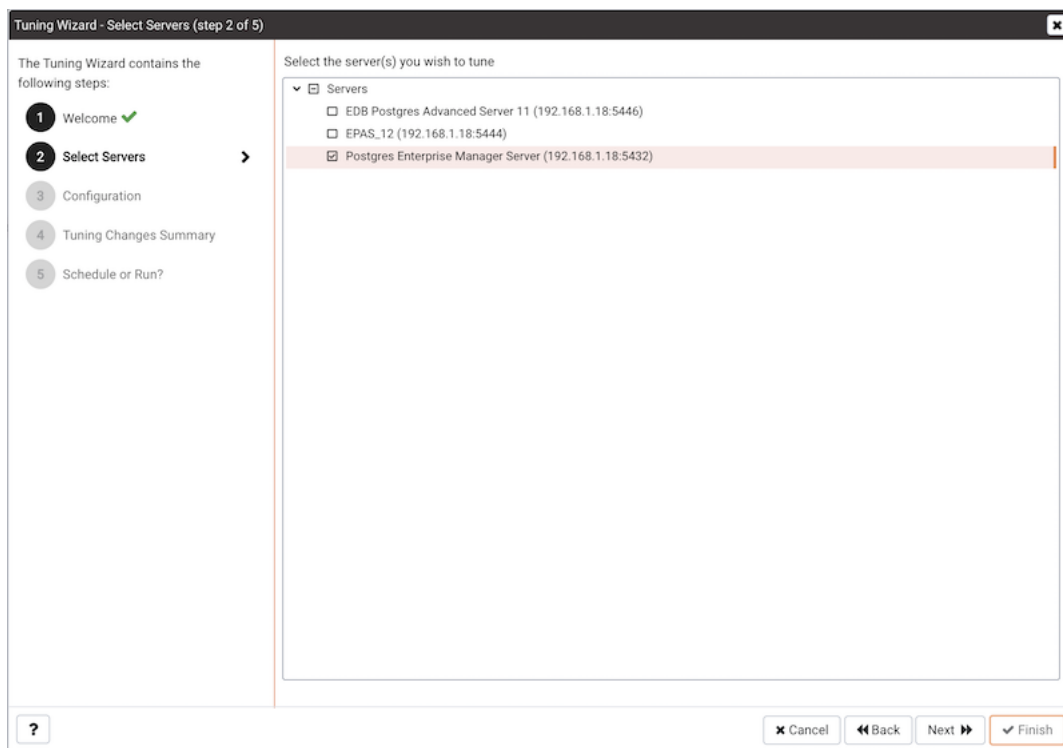 Tuning Wizard - Select Servers (step 2 of 5)
The Tuning Wizard contains the
following steps:
1 Welcome
2 Select Servers
3 Configuration
4 Tuning Changes Summary
5 Schedule or Run?
Select the server(s) you wish to tune
Servers
EDB Postgres Advanced Server 11 (192.168.1.18:5446)
EPAS_12 (192.168.1.18:5444)
Postgres Enterprise Manager Server (192.168.1.18:5432)
? Cancel Back Next Finish